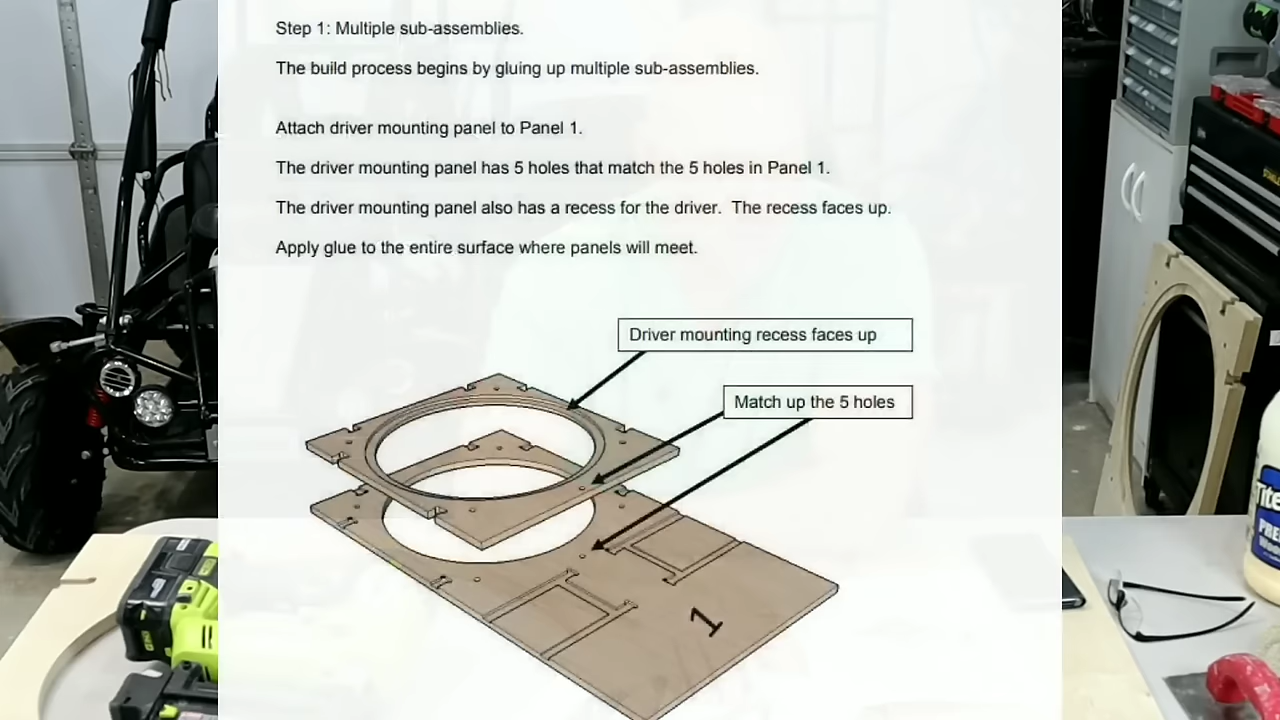 Step 1: Multiple sub-assemblies.
The build process begins by gluing up multiple sub-assemblies.
Attach driver mounting panel to Panel 1.
The driver mounting panel has 5 holes that match the 5 holes in Panel 1.
The driver mounting panel also has a recess for the driver.  The recess faces up.
Apply glue to the entire surface where panels will meet.
Driver mounting recess faces up
Match up the 5 holes
1
Tite
PRE